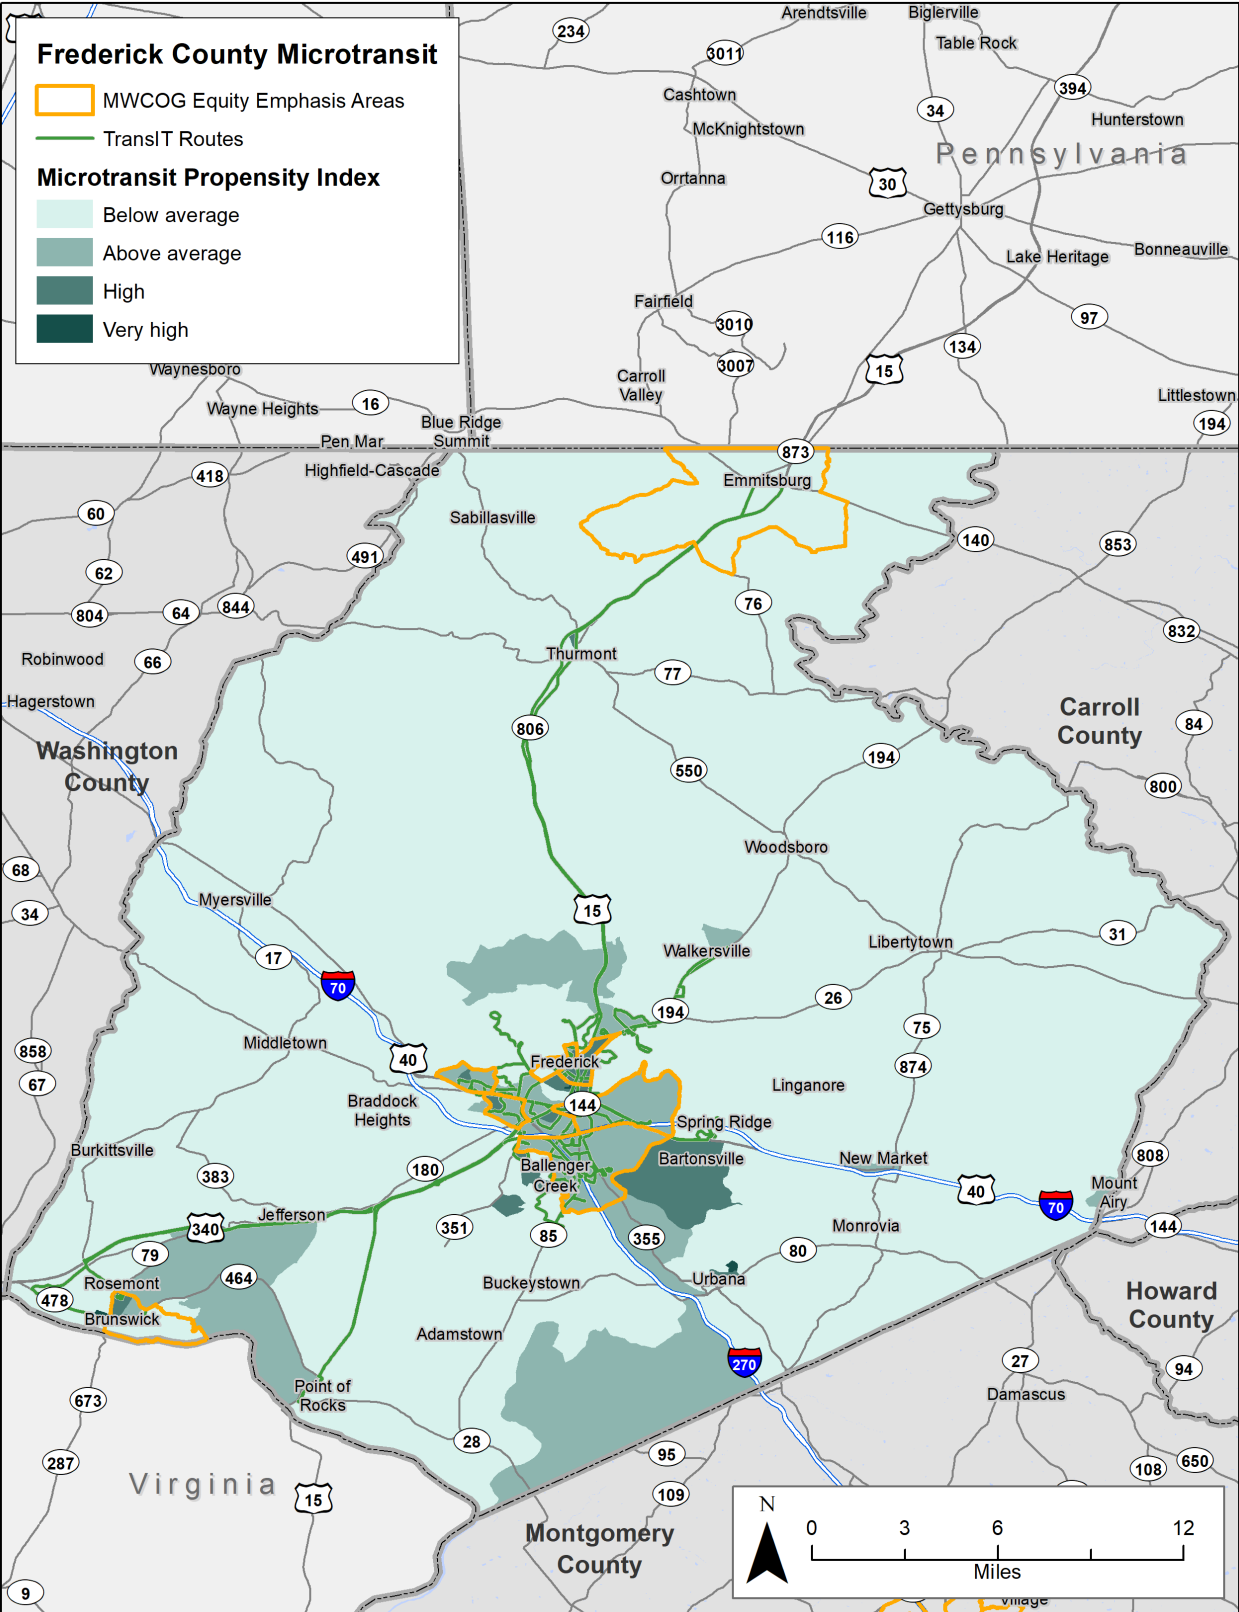 Frederick County Microtransit
MWCOG Equity Emphasis Areas
TransIT Routes
Microtransit Propensity Index
Below average
Above average
High
Very high
234
Arendtsville
Biglerville
Table Rock
3011
394
Cashtown
34
Hunterstown
McKnightstown
Pennsylvania
Orrtanna
30
Gettysburg
116
Lake Heritage
Bonneauville
Fairfield
3010
97
134
3007
15
Waynesboro
Carroll
Valley
Littlestown
Wayne Heights
16
194
Blue Ridge
Summit
Pen Mar
873
Highfield-Cascade
418
Emmitsburg
60
Sabillasville
140
853
491
62
76
804
64
844
832
Robinwood
66
Thurmont
77
Hagerstown
Carroll
County
84
806
Washington
County
194
550
800
Woodsboro
68
Myersville
34
15
31
Libertytown
Walkersville
17
70
26
194
75
858
Middletown
40
Frederick
874
67
Linganore
Braddock
Heights
144
Spring Ridge
Burkittsville
Bartonsville
New Market
808
180
Ballenger
Creek
383
40
70
Mount
Airy
Jefferson
340
351
85
355
Monrovia
144
79
80
464
Rosemont
Buckeystown
Urbana
478
Brunswick
Howard
County
Adamstown
270
27
94
Point of
Rocks
673
Damascus
28
95
287
650
108
Virginia
15
109
Montgomery
County
N
0
3
6
12
Miles
9
Village